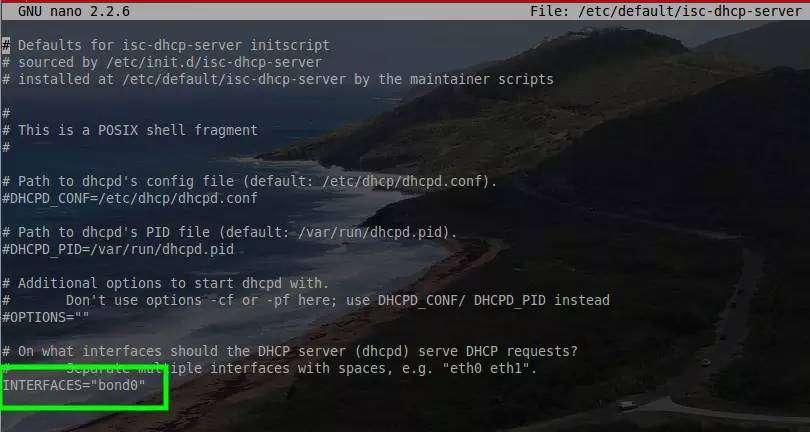 GNU nano 2.2.6 File: /etc/default/isc-dhcp-server
# Defaults for isc-dhcp-server initscript
# sourced by /etc/init.d/isc-dhcp-server
# installed at /etc/default/isc-dhcp-server by the maintainer scripts
#
# This is a POSIX shell fragment
#
# Path to dhcpd's config file (default: /etc/dhcp/dhcpd.conf).
#DHCPD_CONF=/etc/dhcp/dhcpd.conf
# Path to dhcpd's PID file (default: /var/run/dhcpd.pid).
#DHCPD_PID=/var/run/dhcpd.pid
# Additional options to start dhcpd with.
#       Don't use options -cf or -pf here; use DHCPD_CONF/ DHCPD_PID instead
#OPTIONS=""
# On what interfaces should the DHCP server (dhcpd) serve DHCP requests?
#       Separate multiple interfaces with spaces, e.g. "eth0 eth1".
INTERFACES="bond0"